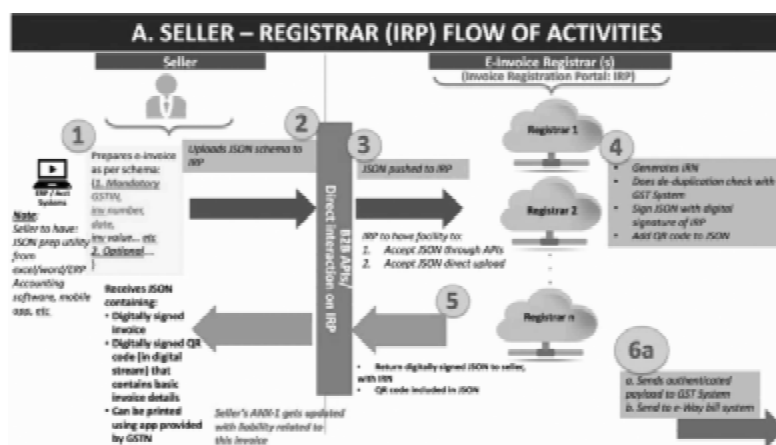 A. SELLER – REGISTRAR (IRP) FLOW OF ACTIVITIES
Seller
E-Invoice Registrar (s)
(Invoice Registration Portal: IRP)
1
Prepares e-invoice
as per schema:
(1. Mandatory
GSTIN,
inv number,
date,
inv value... etc
2. Optional...
)
ERP / Acct
Systems
Note:
Seller to have:
JSON prep utility
from
excel/word/ERP
Accounting
software, mobile
app, etc.
2
Uploads JSON schema to
IRP
B2B APIs/
Direct interaction on IRP
3
JSON pushed to IRP
IRP to have facility to:
1. Accept JSON through APIs
2. Accept JSON direct upload
Registrar 1
Registrar 2
Registrar n
4
• Generates IRN
• Does de-duplication check with
GST System
• Sign JSON with digital
signature of IRP
• Add QR code to JSON
5
• Return digitally signed JSON to seller,
with IRN
• QR code included in JSON
Receives JSON
containing:
• Digitally signed
invoice
• Digitally signed QR
code (in digital
stream) that
contains basic
invoice details
• Can be printed
using app provided
by GSTN
Seller's ANX-1 gets updated
with liability related to
this invoice
6a
a. Sends authenticated
payload to GST System
b. Send to e-Way bill system